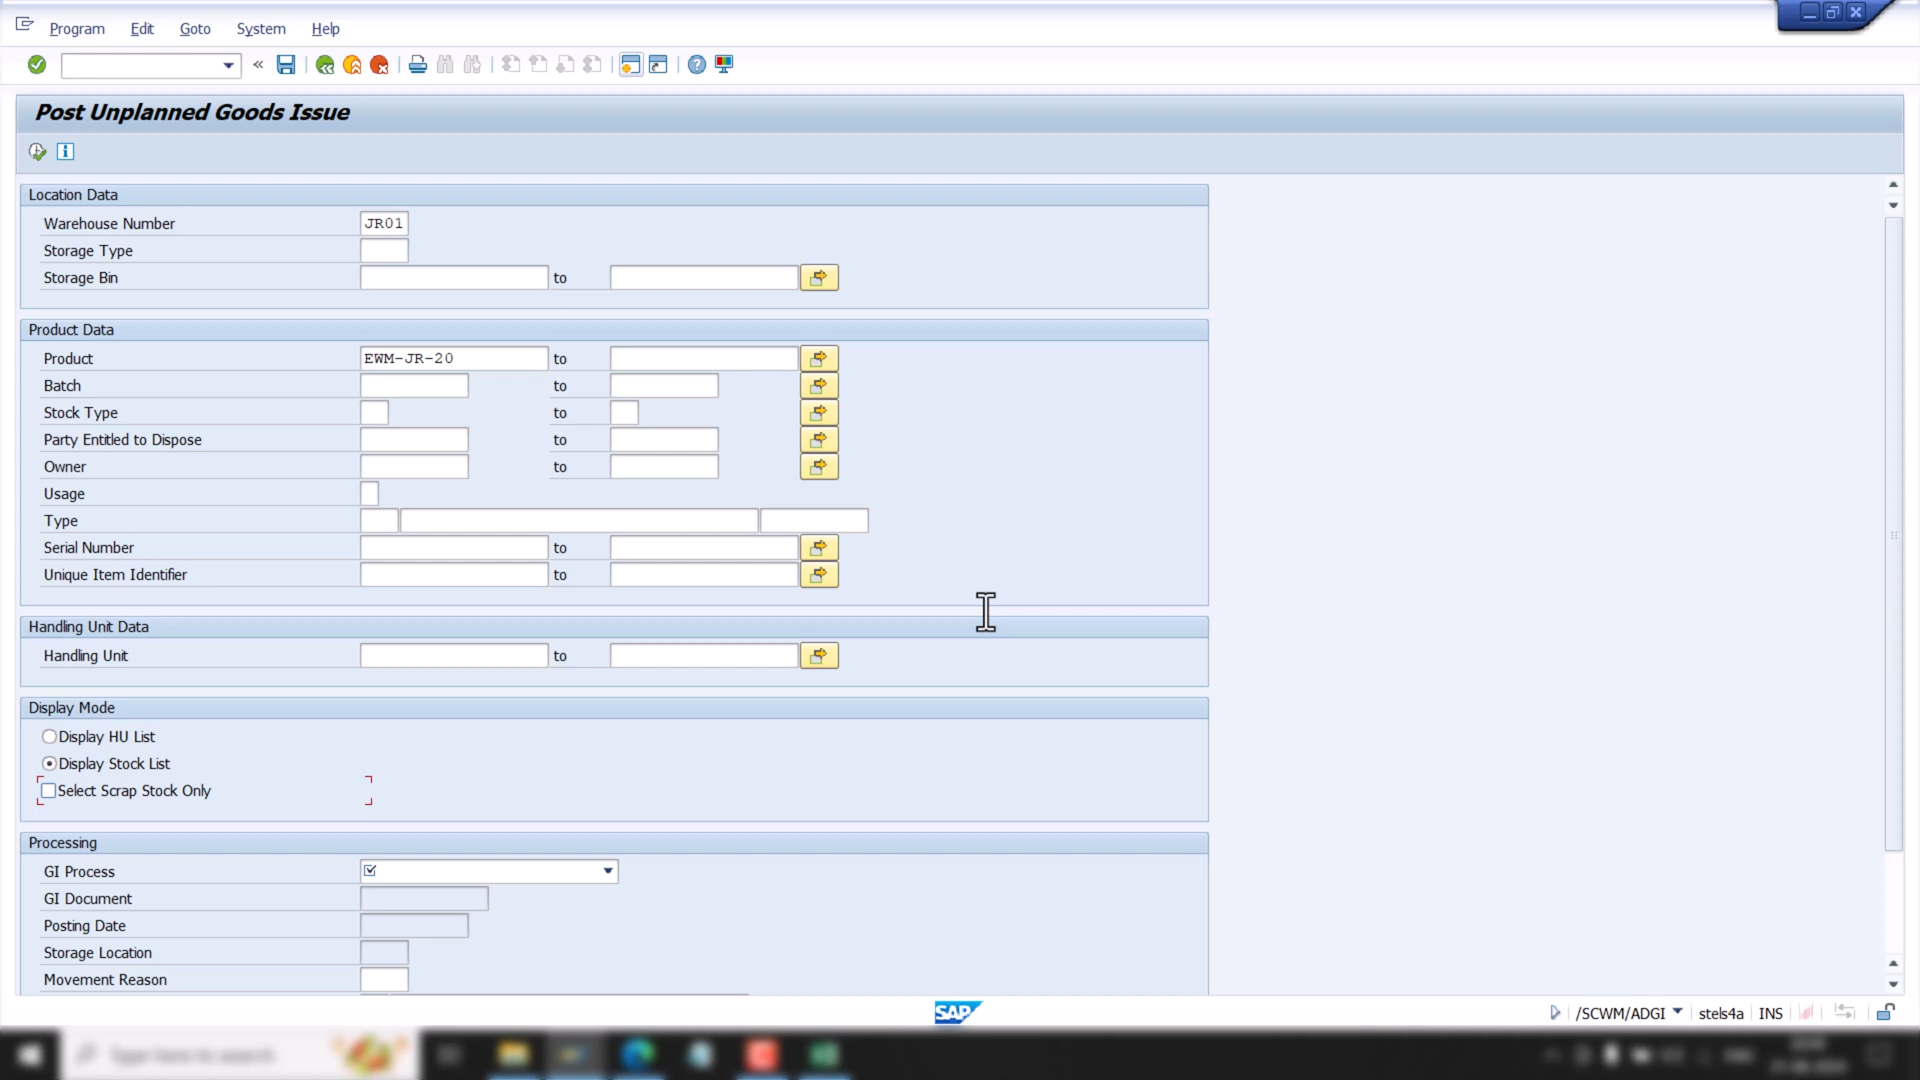 Program Edit Goto System Help
Post Unplanned Goods Issue
Location Data
Warehouse Number JR01
Storage Type
Storage Bin to
Product Data
Product EWM-JR-20 to
Batch to
Stock Type to
Party Entitled to Dispose to
Owner to
Usage
Type
Serial Number to
Unique Item Identifier to
Handling Unit Data
Handling Unit to
Display Mode
Display HU List
Display Stock List
Select Scrap Stock Only
Processing
GI Process
GI Document
Posting Date
Storage Location
Movement Reason
SAP /SCWM/ADGI stels4a INS
Type here to search